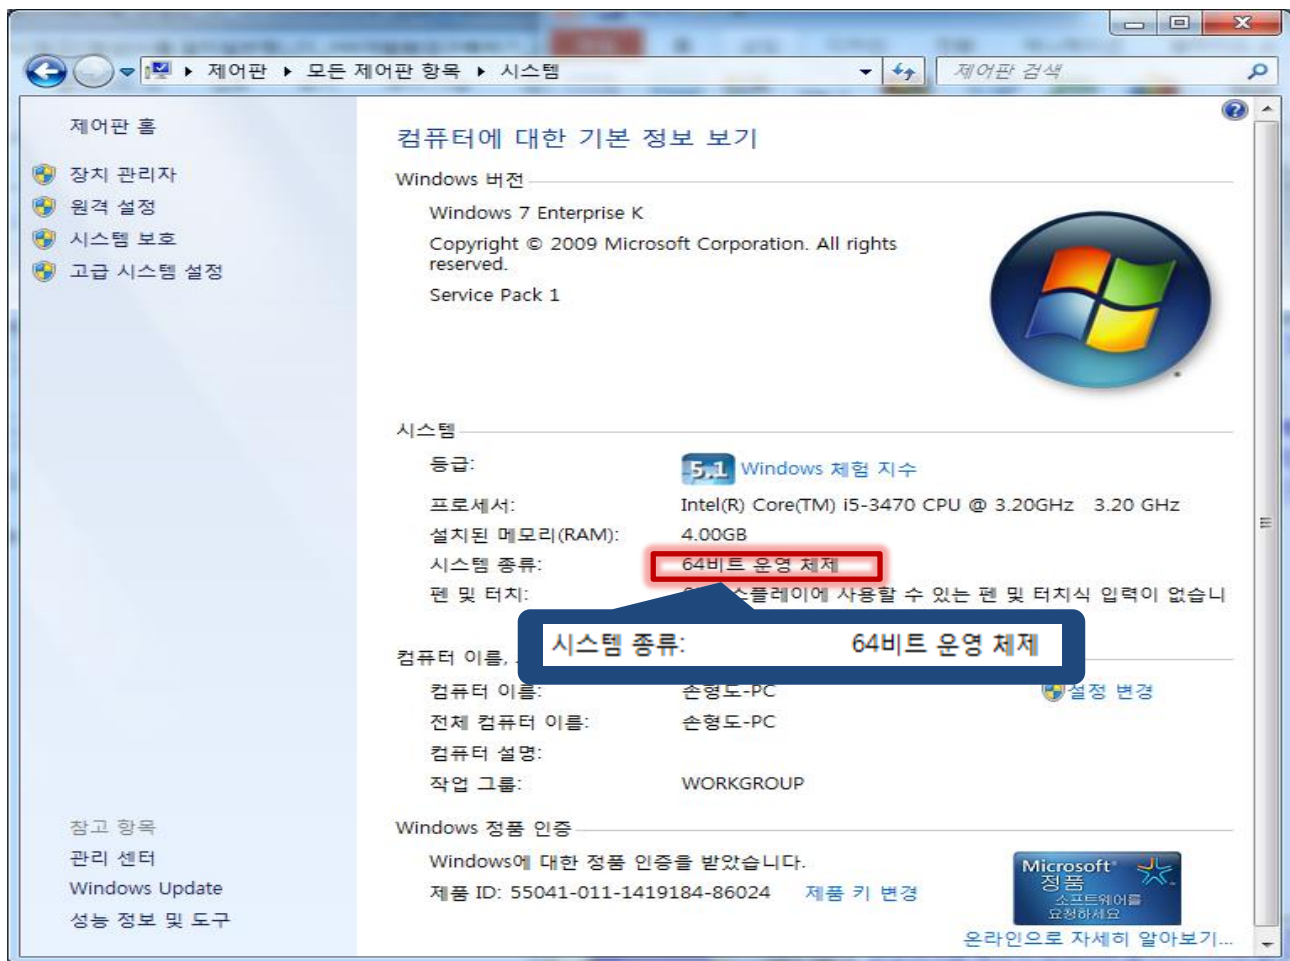 제어판 ▶ 모든 제어판 항목 ▶ 시스템
제어판 검색
제어판 홈
장치 관리자
원격 설정
시스템 보호
고급 시스템 설정
컴퓨터에 대한 기본 정보 보기
Windows 버전
Windows 7 Enterprise K
Copyright © 2009 Microsoft Corporation. All rights
reserved.
Service Pack 1
시스템
등급: 5.1 Windows 체험 지수
프로세서: Intel(R) Core(TM) i5-3470 CPU @ 3.20GHz 3.20 GHz
설치된 메모리(RAM): 4.00GB
시스템 종류: 64비트 운영 체제
펜 및 터치: 사용할 수 있는 펜 및 터치식 입력이 없습니
시스템 종류: 64비트 운영 체제
컴퓨터 이름,
컴퓨터 이름: 손형도-PC 설정 변경
전체 컴퓨터 이름: 손형도-PC
컴퓨터 설명:
작업 그룹: WORKGROUP
Windows 정품 인증
Windows에 대한 정품 인증을 받았습니다.
제품 ID: 55041-011-1419184-86024 제품 키 변경
Microsoft
정품
소프트웨어를
요청하세요
온라인으로 자세히 알아보기...
참고 항목
관리 센터
Windows Update
성능 정보 및 도구